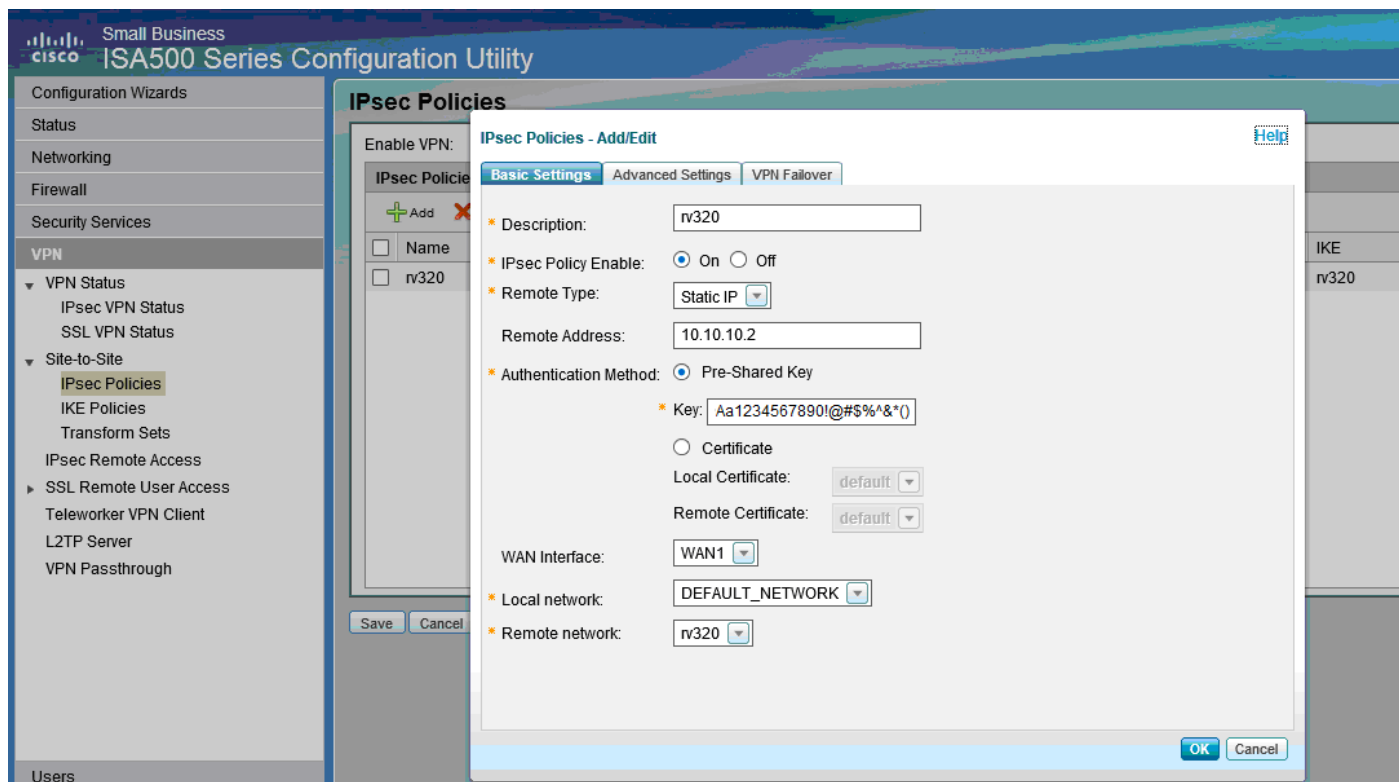 Small Business
CISCO ISA500 Series Configuration Utility
Configuration Wizards
Status
Networking
Firewall
Security Services
VPN
VPN Status
IPsec VPN Status
SSL VPN Status
Site-to-Site
IPsec Policies
IKE Policies
Transform Sets
IPsec Remote Access
SSL Remote User Access
Teleworker VPN Client
L2TP Server
VPN Passthrough
Users
IPsec Policies
Enable VPN:
Add
Name
IKE
rv320
rv320
Save Cancel
IPsec Policies - Add/Edit
Help
Basic Settings Advanced Settings VPN Failover
* Description: rv320
* IPsec Policy Enable: On Off
* Remote Type: Static IP
Remote Address: 10.10.10.2
* Authentication Method: Pre-Shared Key
* Key: Aa1234567890!@#$%^&*()
Certificate
Local Certificate: default
Remote Certificate: default
WAN Interface: WAN1
* Local network: DEFAULT_NETWORK
* Remote network: rv320
OK Cancel